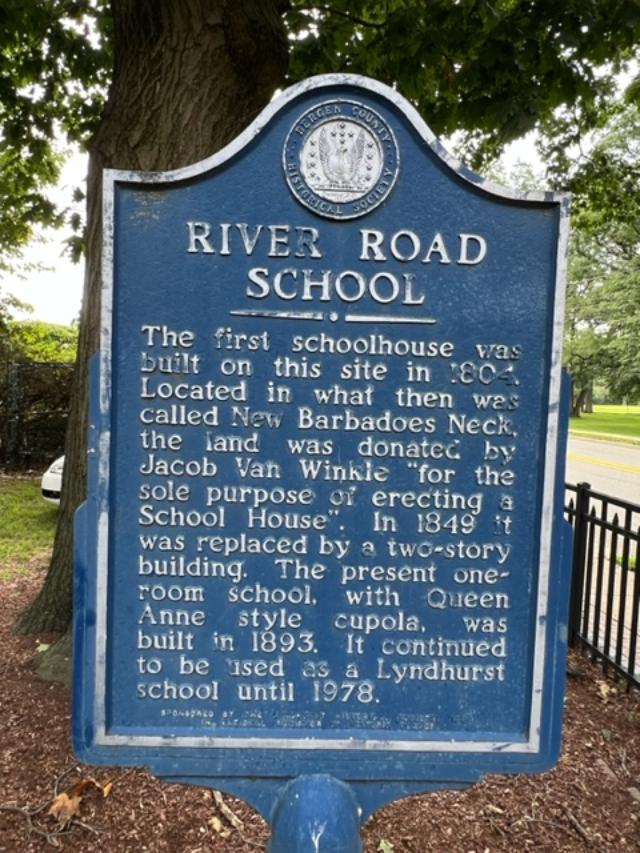 BERGEN COUNTY
HISTORICAL SOCIETY
RIVER ROAD
SCHOOL
The first schoolhouse was
built on this site in 1804.
Located in what then was
called New Barbadoes Neck,
the land was donated by
Jacob Van Winkle "for the
sole purpose of erecting a
School House". In 1849 it
was replaced by a two-story
building. The present one-
room school, with Queen
Anne style cupola, was
built in 1893. It continued
to be used as a Lyndhurst
school until 1978.
SPONSORED BY THE